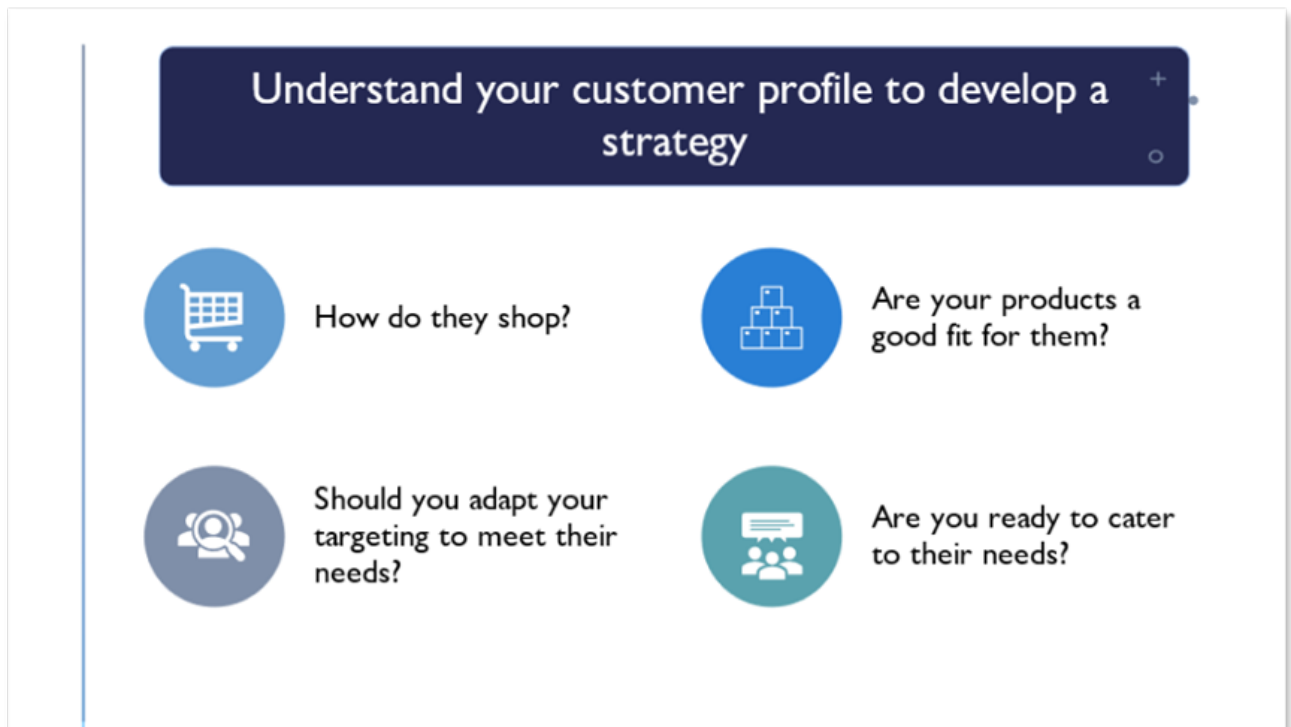 Understand your customer profile to develop a
strategy
How do they shop?
Are your products a
good fit for them?
Should you adapt your
targeting to meet their
needs?
Are you ready to cater
to their needs?